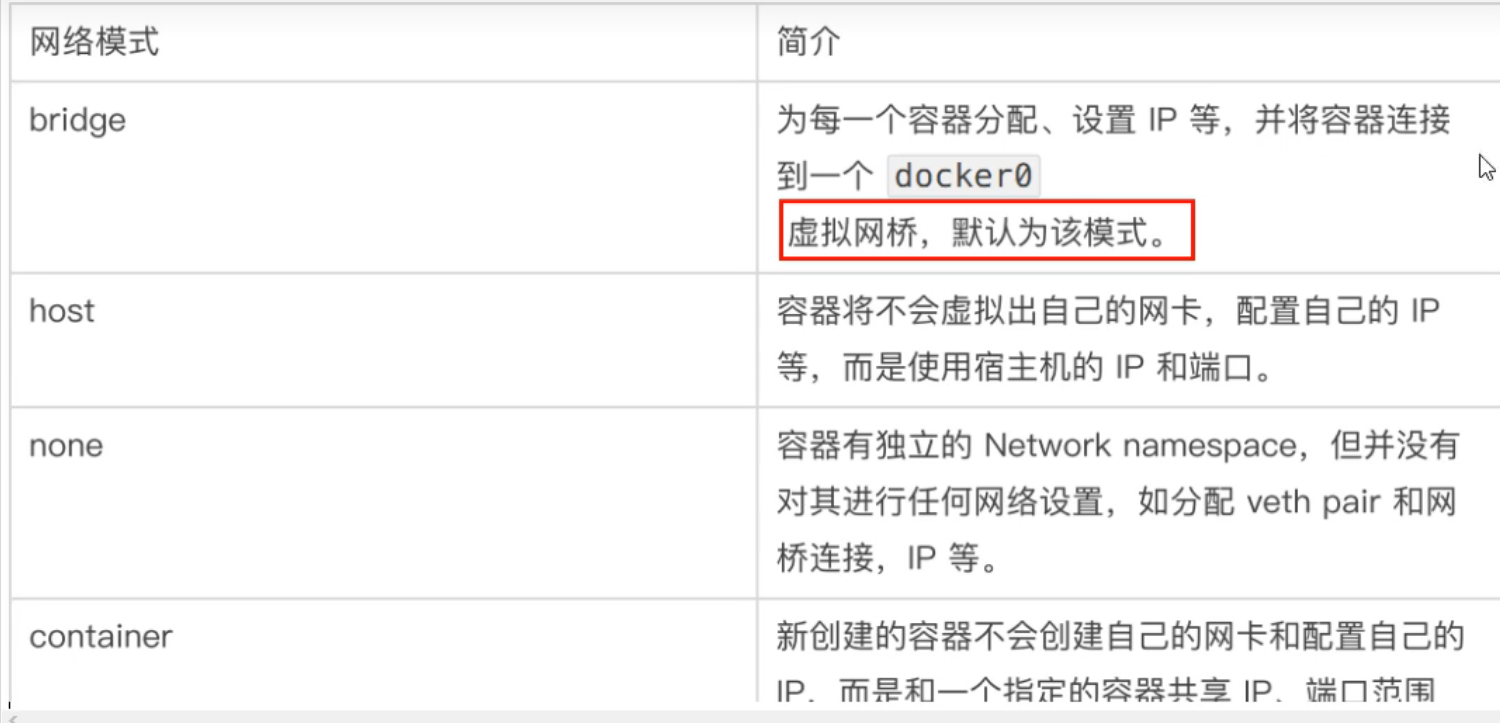 网络模式
简介
bridge
为每一个容器分配、设置 IP 等，并将容器连接
到一个 docker0
虚拟网桥，默认为该模式。
host
容器将不会虚拟出自己的网卡，配置自己的 IP
等，而是使用宿主机的 IP 和端口。
none
容器有独立的 Network namespace，但并没有
对其进行任何网络设置，如分配 veth pair 和网
桥连接，IP 等。
container
新创建的容器不会创建自己的网卡和配置自己的
IP，而是和一个指定的容器共享 IP、端口范围